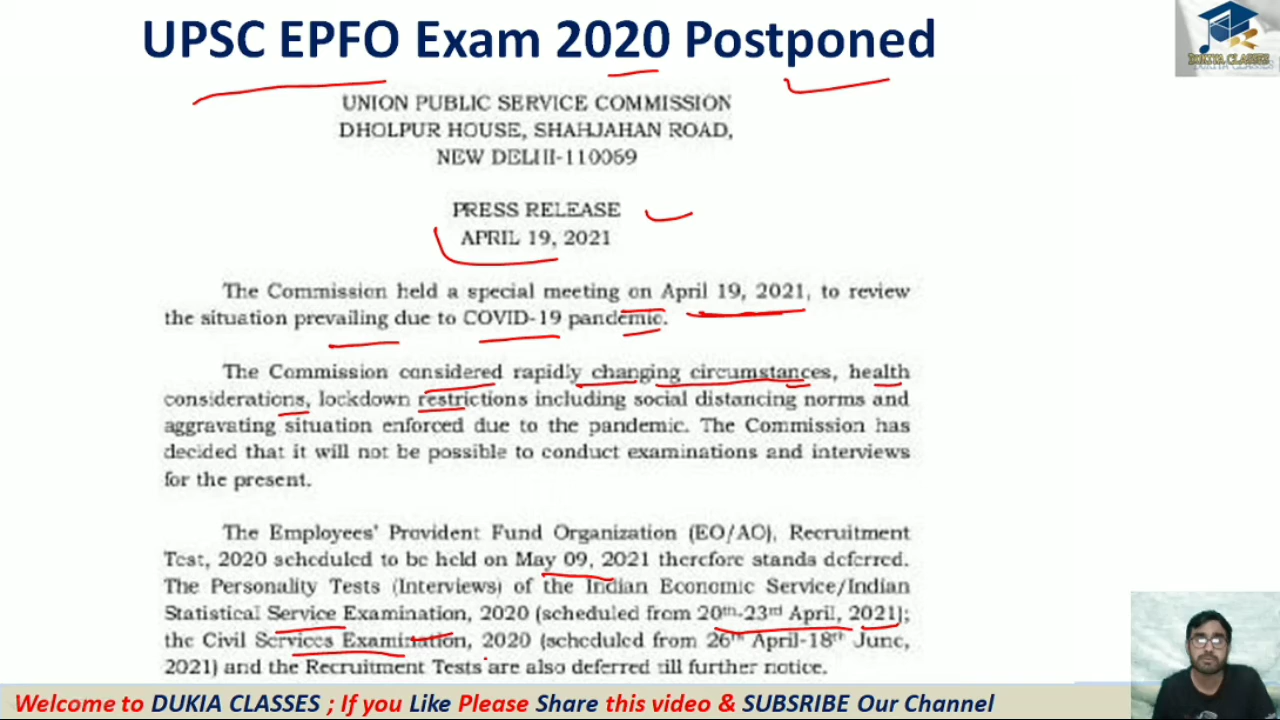 UPSC EPFO Exam 2020 Postponed
DUKIA CLASSES
UNION PUBLIC SERVICE COMMISSION
DHOLPUR HOUSE, SHAHJAHAN ROAD,
NEW DELHI-110069
PRESS RELEASE
APRIL 19, 2021
The Commission held a special meeting on April 19, 2021, to review
the situation prevailing due to COVID-19 pandemic.
The Commission considered rapidly changing circumstances, health
considerations, lockdown restrictions including social distancing norms and
aggravating situation enforced due to the pandemic. The Commission has
decided that it will not be possible to conduct examinations and interviews
for the present.
The Employees' Provident Fund Organization (EO/AO), Recruitment
Test, 2020 scheduled to be held on May 09, 2021 therefore stands deferred.
The Personality Tests (Interviews) of the Indian Economic Service/Indian
Statistical Service Examination, 2020 (scheduled from 20th-23rd April, 2021);
the Civil Services Examination, 2020 (scheduled from 26th April-18th June,
2021) and the Recruitment Tests are also deferred till further notice.
Welcome to DUKIA CLASSES ; If you Like Please Share this video & SUBSRIBE Our Channel